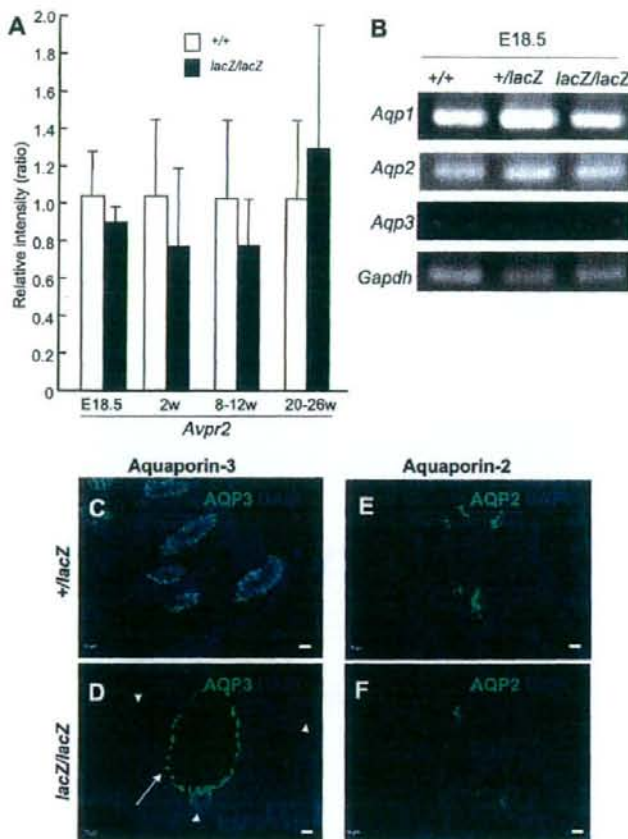 A
+/+
lacZ/lacZ
Relative intensity (ratio)
2.0
1.8
1.6
1.4
1.2
1.0
0.8
0.6
0.4
0.2
0
E18.5 2w 8-12w 20-26w
Avpr2
B
E18.5
+/+ +/lacZ lacZ/lacZ
Aqp1
Aqp2
Aqp3
Gapdh
Aquaporin-3 Aquaporin-2
+/lacZ
C AQP3 DAPI
E AQP2
lacZ/lacZ
D AQP3
F AQP2